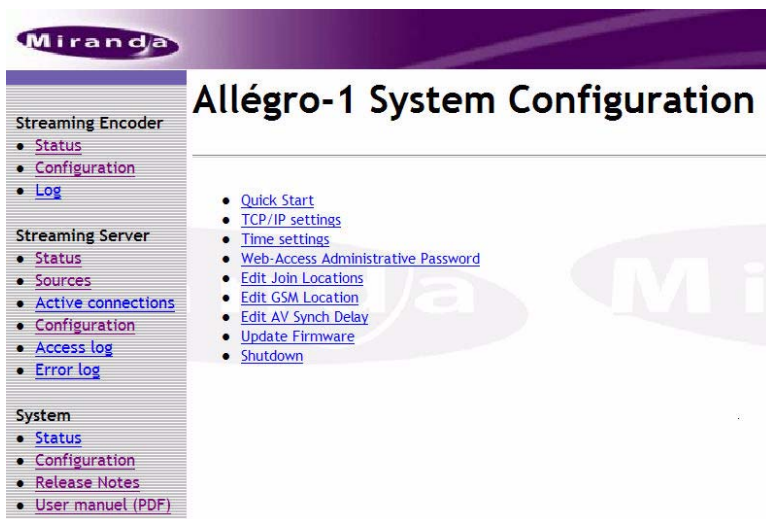 Miranda
Allégro-1 System Configuration
Streaming Encoder
Status
Configuration
Log
Streaming Server
Status
Sources
Active connections
Configuration
Access log
Error log
System
Status
Configuration
Release Notes
User manuel (PDF)
Quick Start
TCP/IP settings
Time settings
Web-Access Administrative Password
Edit Join Locations
Edit GSM Location
Edit AV Synch Delay
Update Firmware
Shutdown